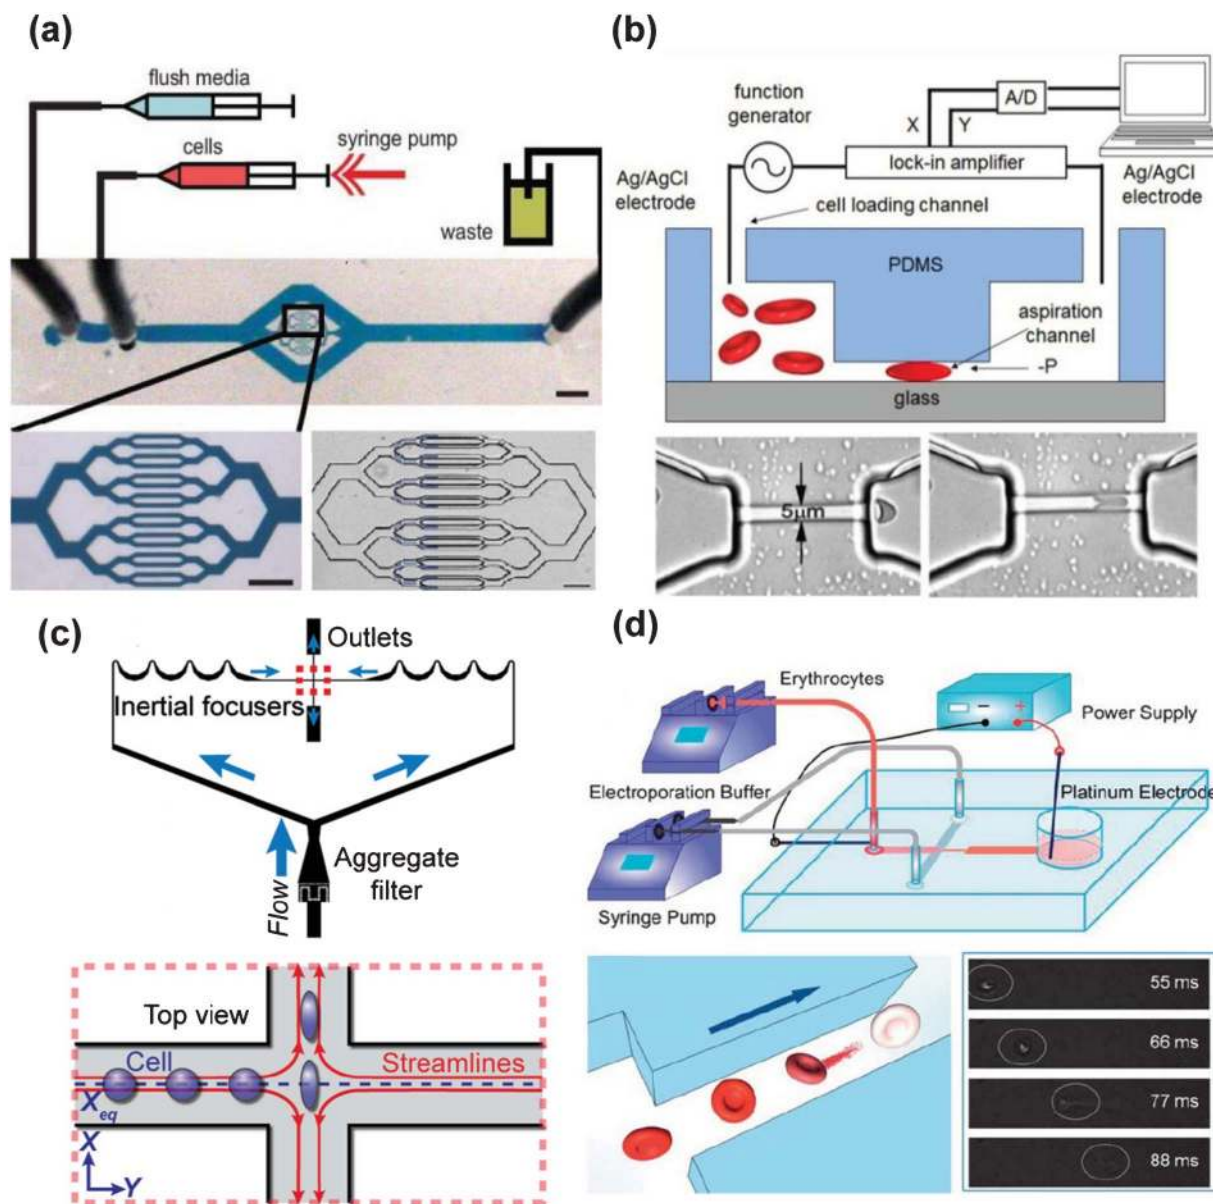 (a)
flush media
cells
syringe pump
waste
(b)
function
generator
X
Y
A/D
lock-in amplifier
Ag/AgCl
electrode
Ag/AgCl
electrode
cell loading channel
PDMS
aspiration
channel
-P
glass
5μm
(c)
Outlets
Inertial focusers
Flow
Aggregate
filter
Top view
Cell
Streamlines
Xeq
X
Y
(d)
Erythrocytes
Power Supply
Electroporation Buffer
Platinum Electrode
Syringe Pump
- +
55 ms
66 ms
77 ms
88 ms